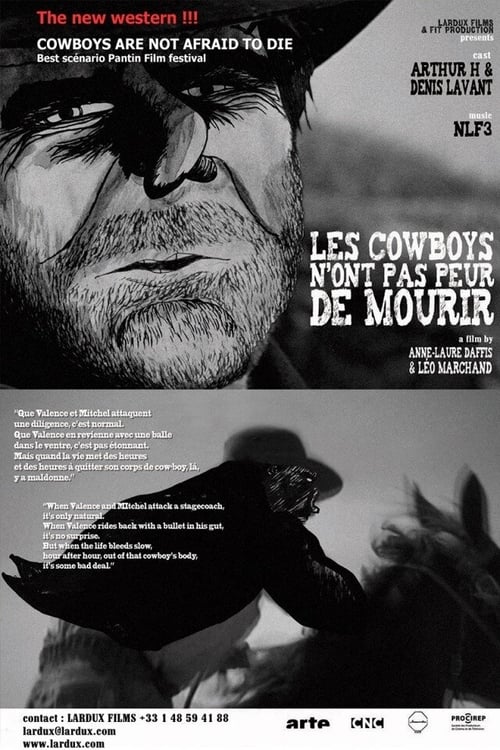 The new western !!!
COWBOYS ARE NOT AFRAID TO DIE
Best scénario Pantin Film festival
LARDUX FILMS
& FIT PRODUCTION
presents
cast
ARTHUR H &
DENIS LAVANT
music
NLF3
LES COWBOYS
N'ONT PAS PEUR
DE MOURIR
a film by
ANNE-LAURE DAFFIS
& LÉO MARCHAND
"Que Valence et Mitchel attaquent
une diligence, c'est normal.
Que Valence en revienne avec une balle
dans le ventre, c'est pas étonnant.
Mais quand la vie met des heures
et des heures à quitter son corps de cow-boy, là,
y a maldonne."
"When Valence and MItchel attack a stagecoach,
it's only natural.
When Valence rides back with a bullet in his gut,
it's no surprise.
But when the life bleeds slow,
hour after hour, out of that cowboy's body,
it's some bad deal."
contact : LARDUX FILMS +33 1 48 59 41 88
lardux@lardux.com
www.lardux.com
arte
CNC
PROCIREP